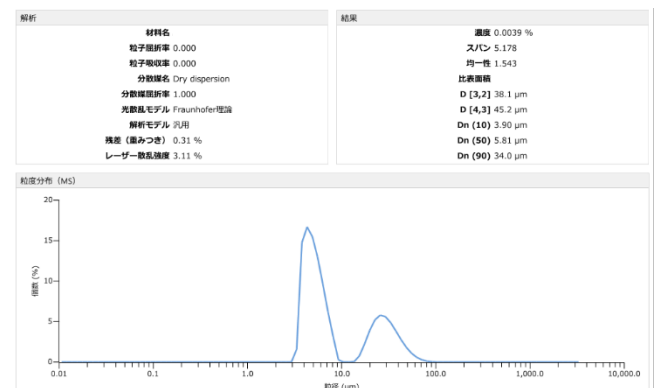 解析
材料名
粒子屈折率 0.000
粒子吸収率 0.000
分散媒名 Dry dispersion
分散媒屈折率 1.000
光散乱モデル Fraunhofer理論
解析モデル 汎用
残差（重みつき） 0.31 %
レーザー散乱強度 3.11 %
結果
濃度 0.0039 %
スパン 5.178
均一性 1.543
比表面積
D [3,2] 38.1 μm
D [4,3] 45.2 μm
Dn (10) 3.90 μm
Dn (50) 5.81 μm
Dn (90) 34.0 μm
粒度分布（MS）
20
15
10
5
0
個数 (%)
0.01 0.1 1.0 10.0 100.0 1,000.0 10,000.0
粒径 (μm)